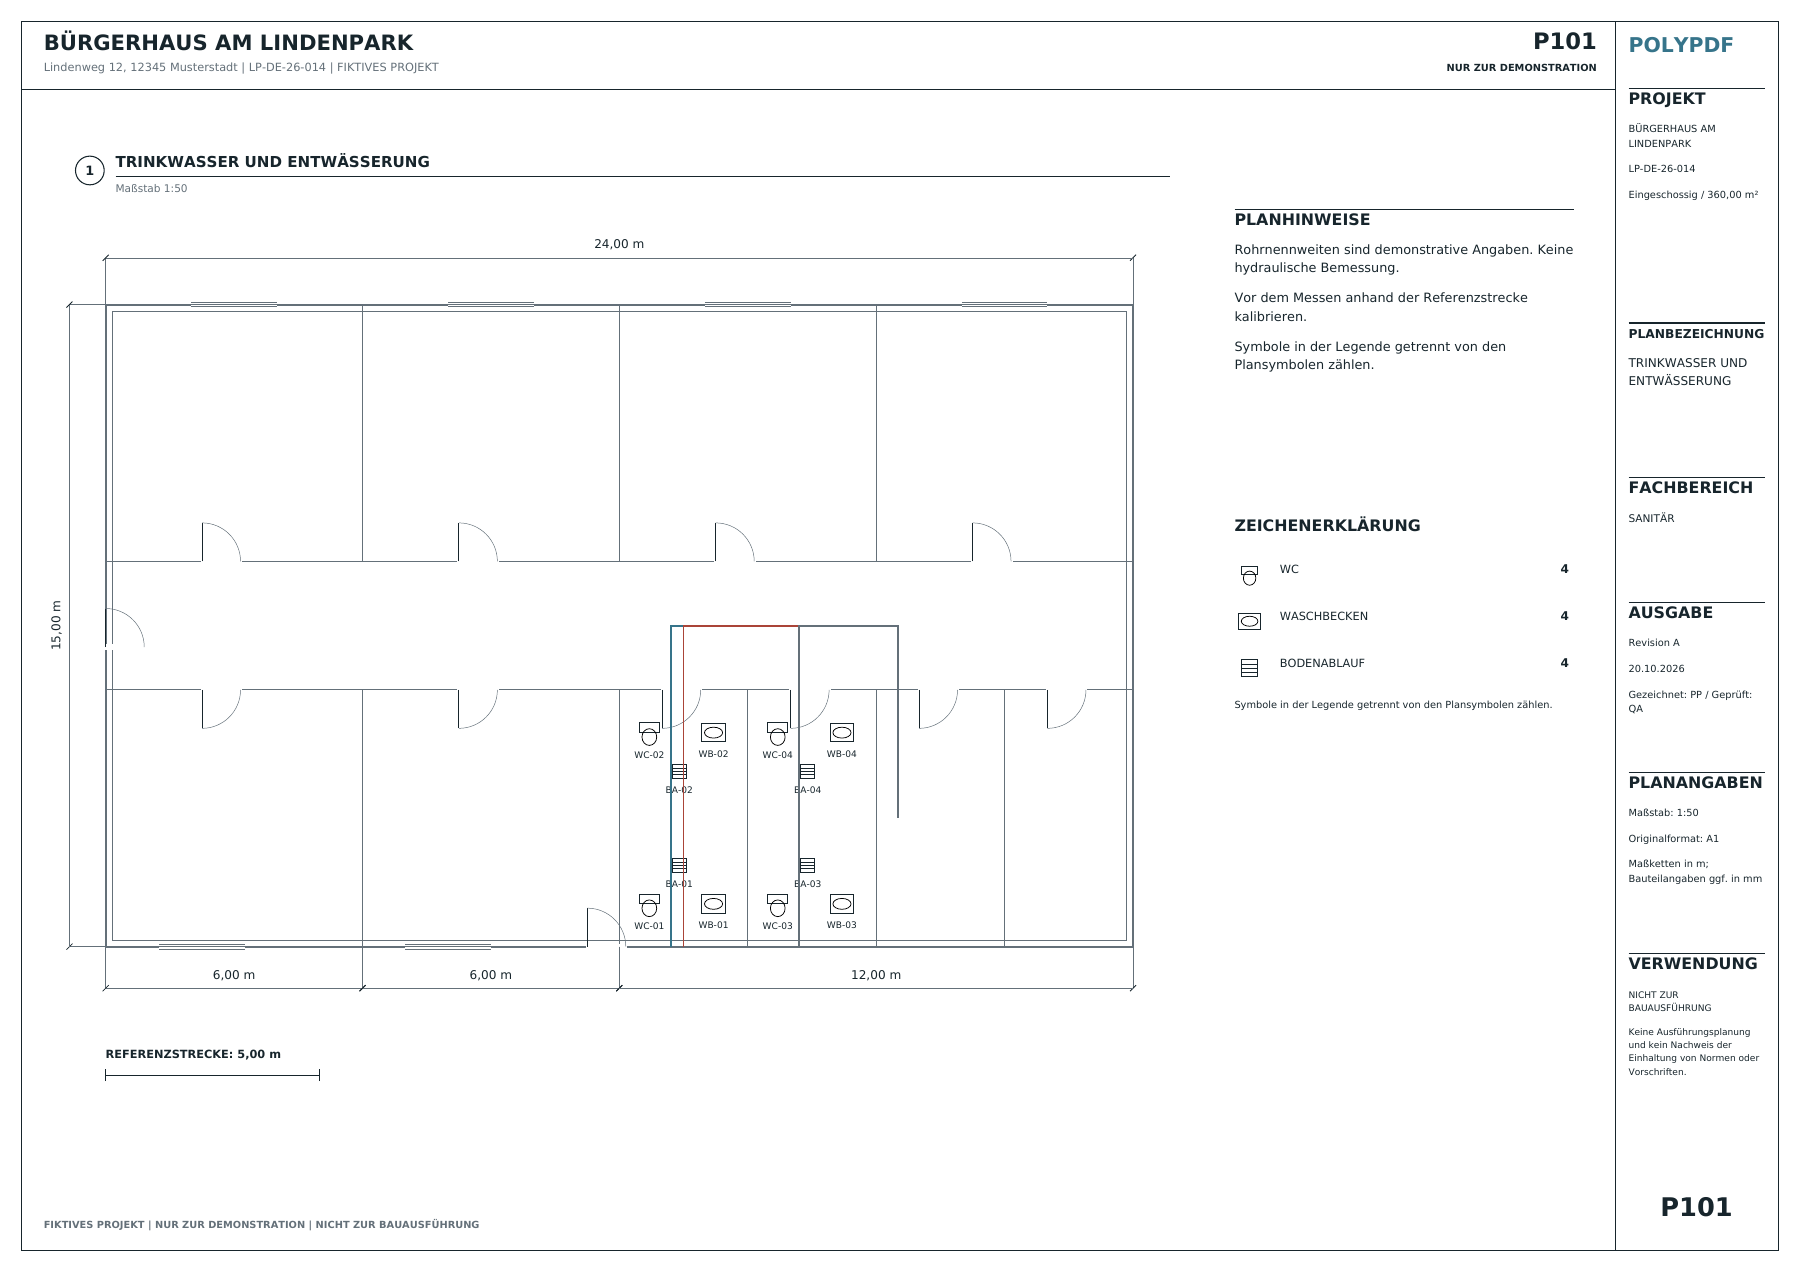 BÜRGERHAUS AM LINDENPARK
Lindenweg 12, 12345 Musterstadt | LP-DE-26-014 | FIKTIVES PROJEKT
P101
NUR ZUR DEMONSTRATION
1
TRINKWASSER UND ENTWÄSSERUNG
Maßstab 1:50
24,00 m
15,00 m
WC-02
WB-02
WC-04
WB-04
BA-02
BA-04
BA-01
BA-03
WC-01
WB-01
WC-03
WB-03
6,00 m
6,00 m
12,00 m
REFERENZSTRECKE: 5,00 m
PLANHINWEISE
Rohrnennweiten sind demonstrative Angaben. Keine
hydraulische Bemessung.
Vor dem Messen anhand der Referenzstrecke
kalibrieren.
Symbole in der Legende getrennt von den
Plansymbolen zählen.
ZEICHENERKLÄRUNG
WC 4
WASCHBECKEN 4
BODENABLAUF 4
Symbole in der Legende getrennt von den Plansymbolen zählen.
POLYPDF
PROJEKT
BÜRGERHAUS AM
LINDENPARK
LP-DE-26-014
Eingeschossig / 360,00 m²
PLANBEZEICHNUNG
TRINKWASSER UND
ENTWÄSSERUNG
FACHBEREICH
SANITÄR
AUSGABE
Revision A
20.10.2026
Gezeichnet: PP / Geprüft:
QA
PLANANGABEN
Maßstab: 1:50
Originalformat: A1
Maßketten in m;
Bauteilangaben ggf. in mm
VERWENDUNG
NICHT ZUR
BAUAUSFÜHRUNG
Keine Ausführungsplanung
und kein Nachweis der
Einhaltung von Normen oder
Vorschriften.
P101
FIKTIVES PROJEKT | NUR ZUR DEMONSTRATION | NICHT ZUR BAUAUSFÜHRUNG